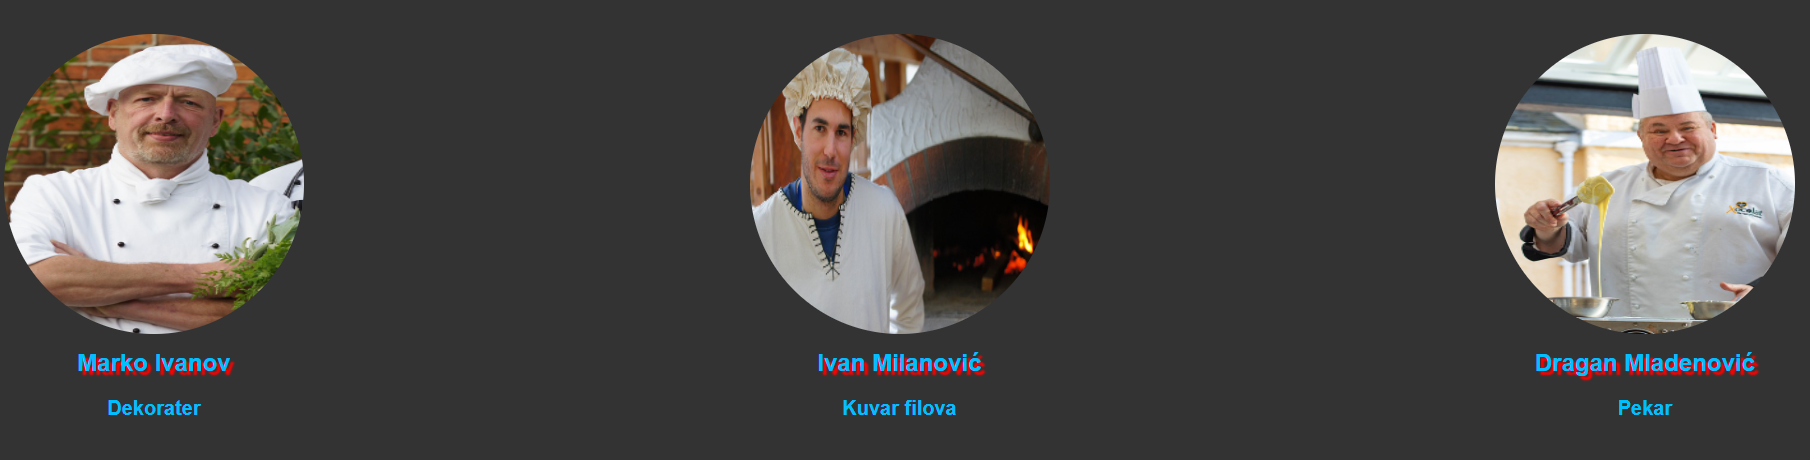 Marko Ivanov
Dekorater
Ivan Milanović
Kuvar filova
Dragan Mladenović
Pekar